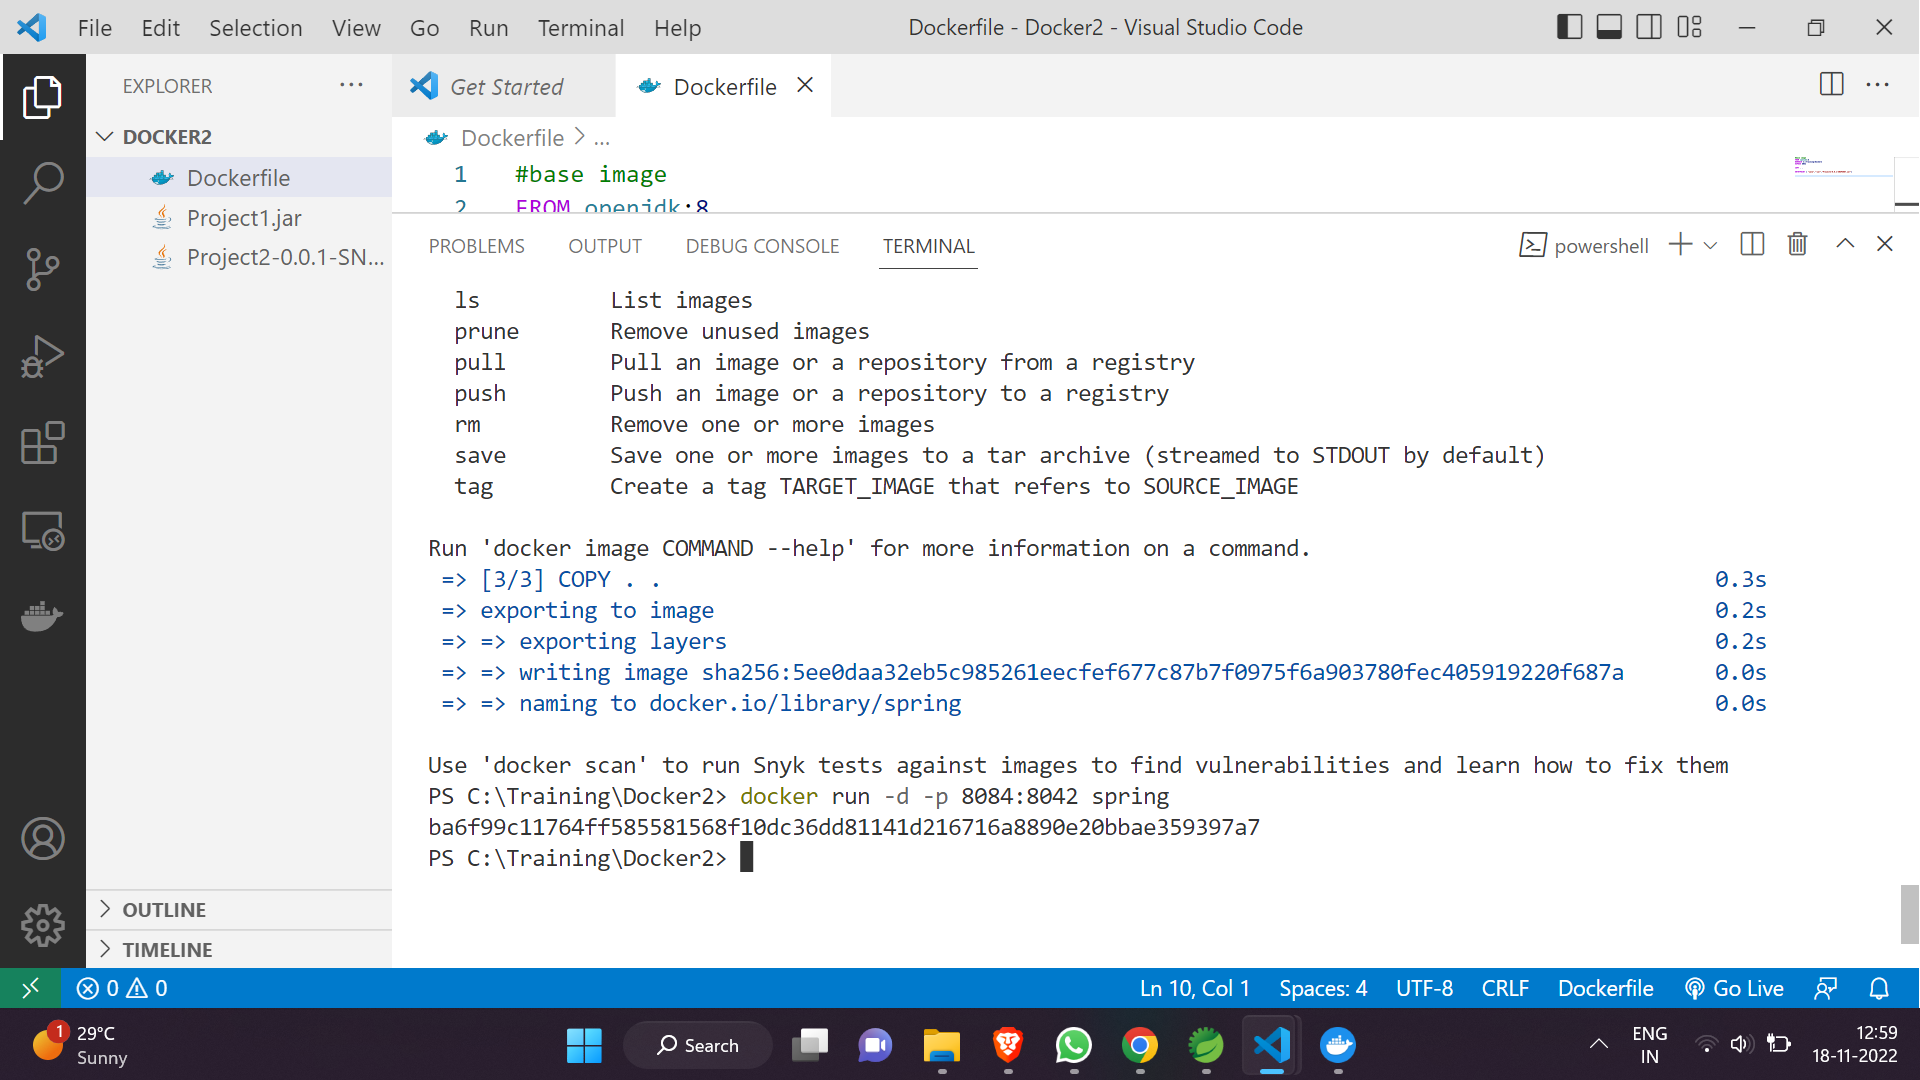 File Edit Selection View Go Run Terminal Help
Dockerfile - Docker2 - Visual Studio Code
EXPLORER
DOCKER2
Dockerfile
Project1.jar
Project2-0.0.1-SN...
OUTLINE
TIMELINE
Get Started
Dockerfile
Dockerfile > ...
1 #base image
2 FROM openjdk:8
PROBLEMS OUTPUT DEBUG CONSOLE TERMINAL
powershell
ls List images
prune Remove unused images
pull Pull an image or a repository from a registry
push Push an image or a repository to a registry
rm Remove one or more images
save Save one or more images to a tar archive (streamed to STDOUT by default)
tag Create a tag TARGET_IMAGE that refers to SOURCE_IMAGE
Run 'docker image COMMAND --help' for more information on a command.
=> [3/3] COPY . . 0.3s
=> exporting to image 0.2s
=> => exporting layers 0.2s
=> => writing image sha256:5ee0daa32eb5c985261eecfef677c87b7f0975f6a903780fec405919220f687a 0.0s
=> => naming to docker.io/library/spring 0.0s
Use 'docker scan' to run Snyk tests against images to find vulnerabilities and learn how to fix them
PS C:\Training\Docker2> docker run -d -p 8084:8042 spring
ba6f99c11764ff585581568f10dc36dd81141d216716a8890e20bbae359397a7
PS C:\Training\Docker2>
0 0
Ln 10, Col 1 Spaces: 4 UTF-8 CRLF Dockerfile Go Live
1
29°C
Sunny
Search
ENG
IN
12:59
18-11-2022